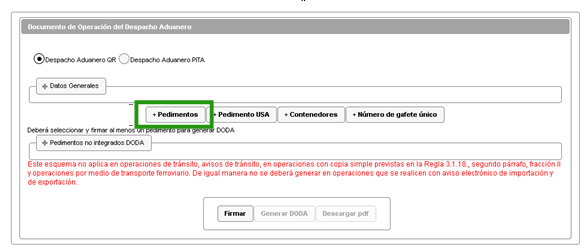 Documento de Operación del Despacho Aduanero
Despacho Aduanero QR Despacho Aduanero PITA
+ Datos Generales
+ Pedimentos + Pedimento USA + Contenedores + Número de gafete único
Deberá seleccionar y firmar al menos un pedimento para generar DODA
+ Pedimentos no integrados DODA
Este esquema no aplica en operaciones de tránsito, avisos de tránsito, en operaciones con copia simple previstas en la Regla 3.1.18., segundo párrafo, fracción II
y operaciones por medio de transporte ferroviario. De igual manera no se deberá generar en operaciones que se realicen con aviso electrónico de importación y
de exportación.
Firmar Generar DODA Descargar pdf